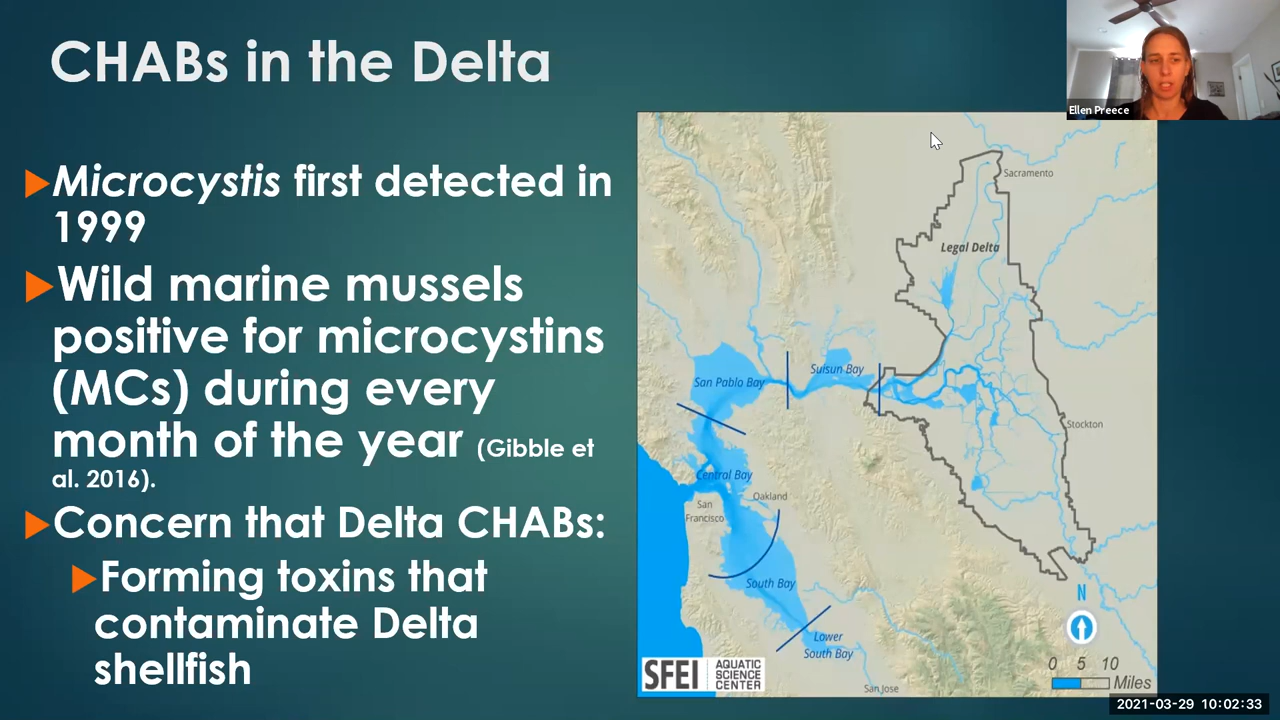 CHABs in the Delta
Ellen Preece
Microcystis first detected in
1999
Wild marine mussels
positive for microcystins
(MCs) during every
month of the year (Gibble et
al. 2016).
Concern that Delta CHABs:
Forming toxins that
contaminate Delta
shellfish
Sacramento
Legal Delta
Suisun Bay
San Pablo Bay
Stockton
Central Bay
Oakland
San
Francisco
South Bay
N
Lower
South Bay
0 5 10
Miles
SFEI AQUATIC
SCIENCE
CENTER
San Jose
2021-03-29 10:02:33